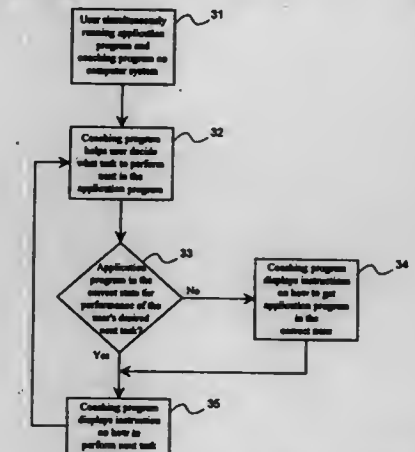 31
User simultaneously
running application
program and
coaching program on
computer system
32
Coaching program
helps user decide
what task to perform
next in the
application program
33
Application
program in the
correct state for
performance of the
user's desired
next task?
No
34
Coaching program
displays instructions
on how to get
application program
in the
correct state
Yes
35
Coaching program
displays instruction
on how to
perform next task